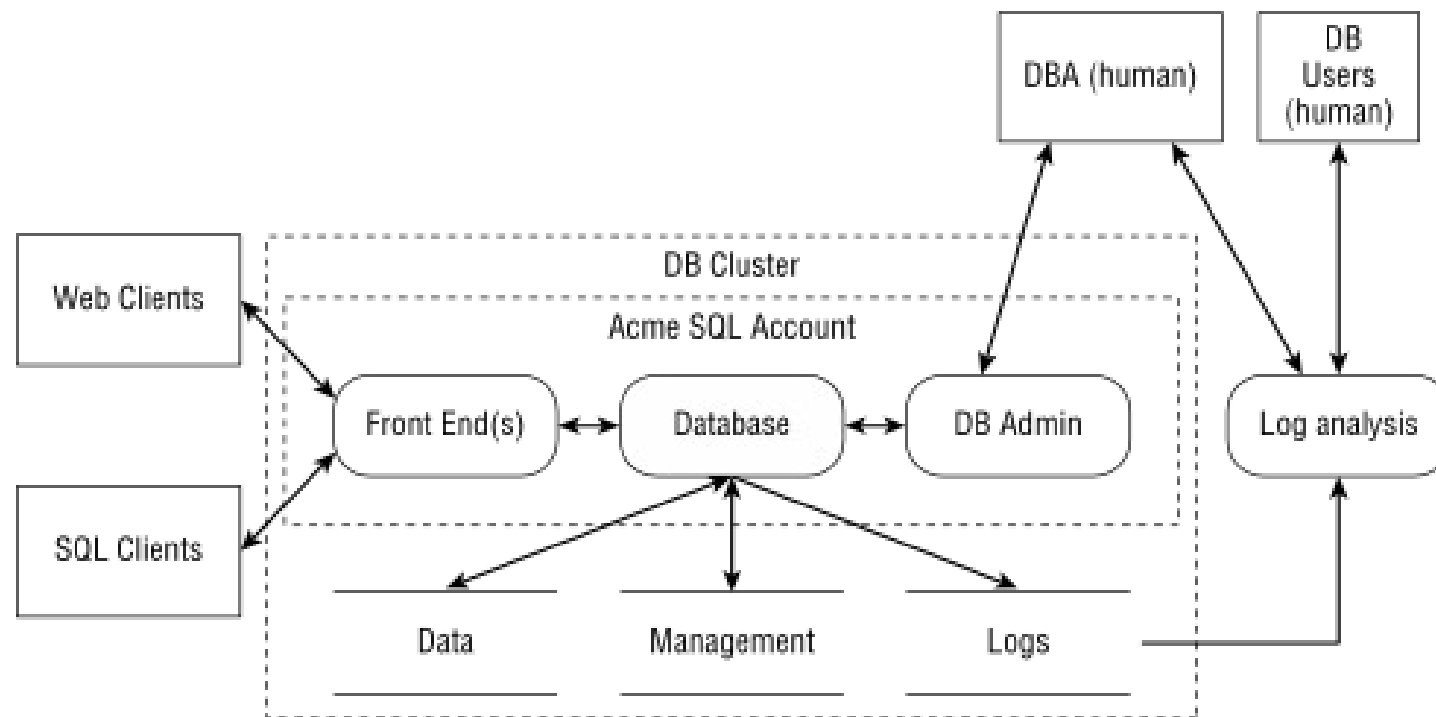 DBA (human)
DB
Users
(human)
DB Cluster
Web Clients
Acme SQL Account
Front End(s)
Database
DB Admin
Log analysis
SQL Clients
Data
Management
Logs